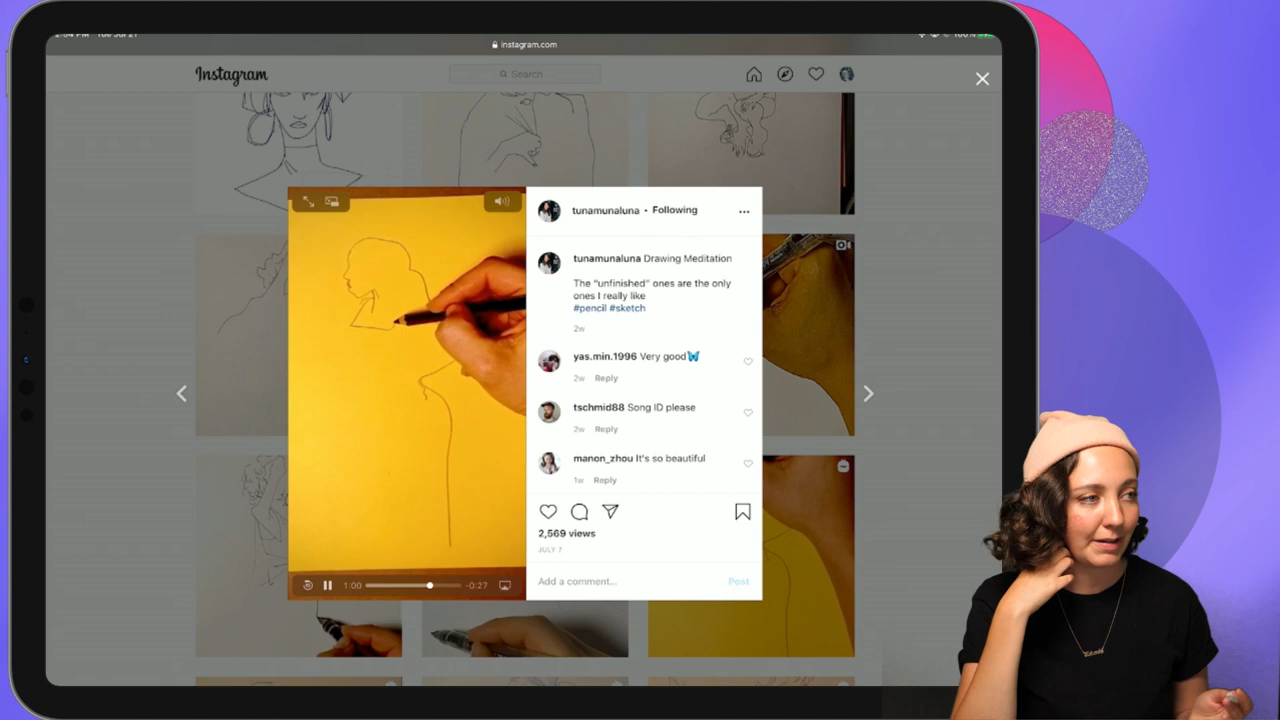 instagram.com
Instagram
Search
tunamunaluna • Following
tunamunaluna Drawing Meditation
The "unfinished" ones are the only
ones I really like
#pencil #sketch
2w
yas.min.1996 Very good🦋
2w Reply
tschmid88 Song ID please
2w Reply
manon_zhou It's so beautiful
1w Reply
2,569 views
JULY 7
1:00
-0:27
Add a comment...
Post